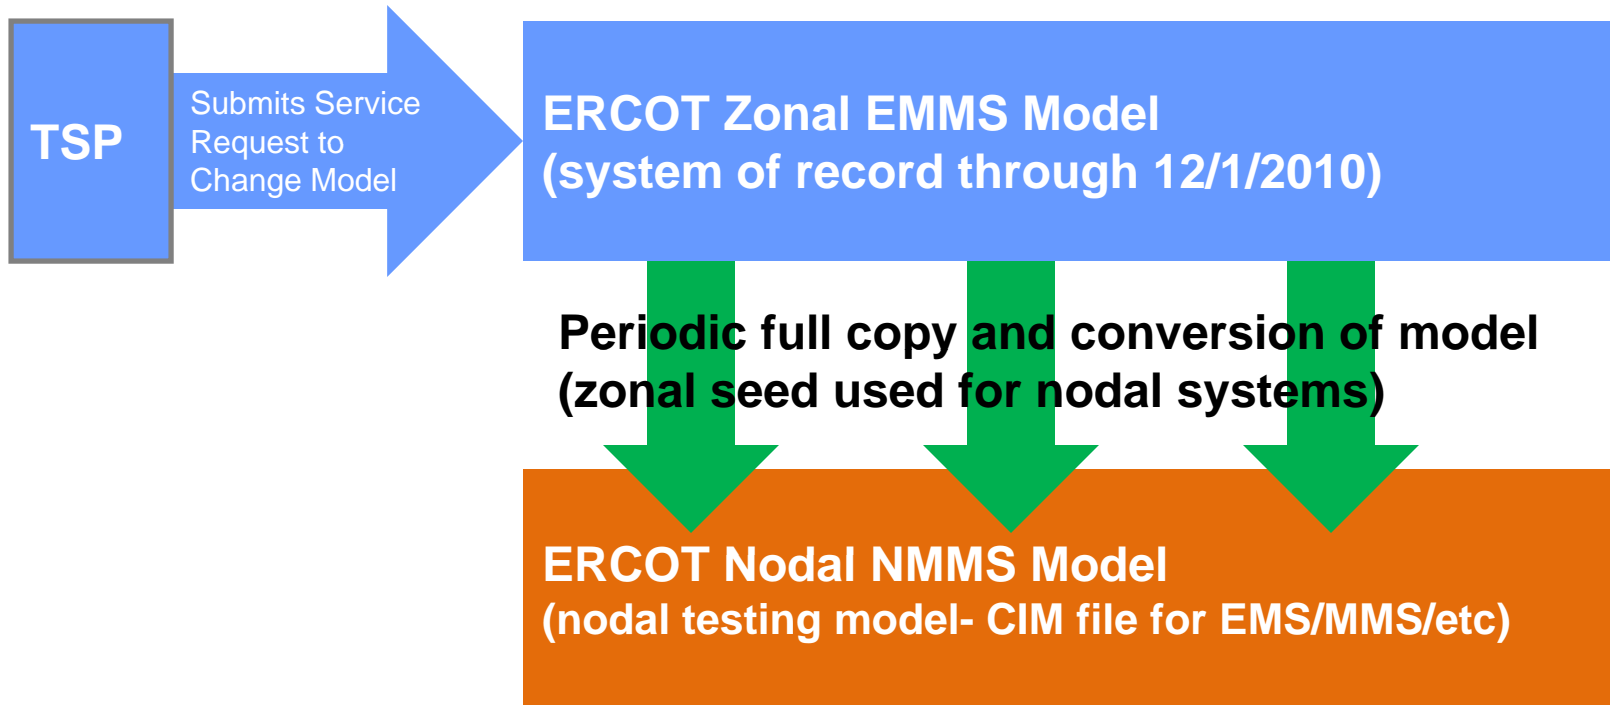 TSP
Submits Service
Request to
Change Model
ERCOT Zonal EMMS Model
(system of record through 12/1/2010)
Periodic full copy and conversion of model
(zonal seed used for nodal systems)
ERCOT Nodal NMMS Model
(nodal testing model- CIM file for EMS/MMS/etc)